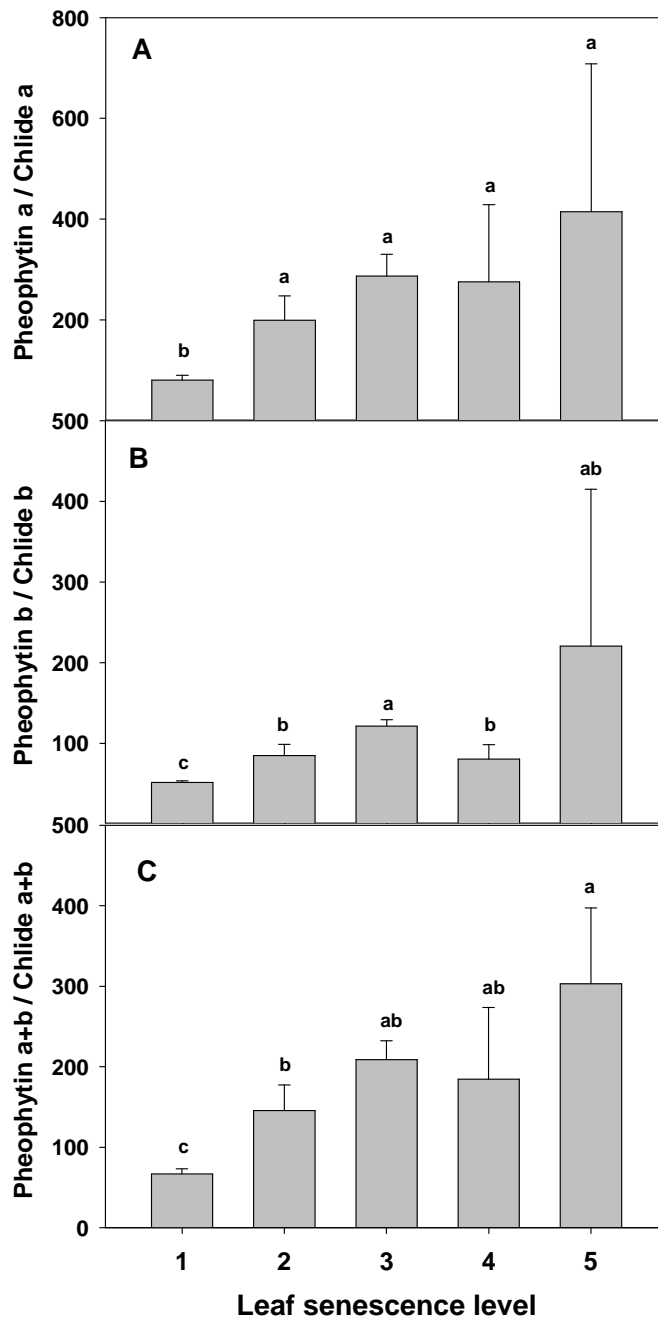 800
A
a
Pheophytin a / Chlide a
600
400
a
a
a
200
b
500
B
ab
Pheophytin b / Chlide b
400
300
200
a
b
b
100
c
500
C
a
Pheophytin a+b / Chlide a+b
400
300
ab
ab
200
b
100
c
0
1 2 3 4 5
Leaf senescence level